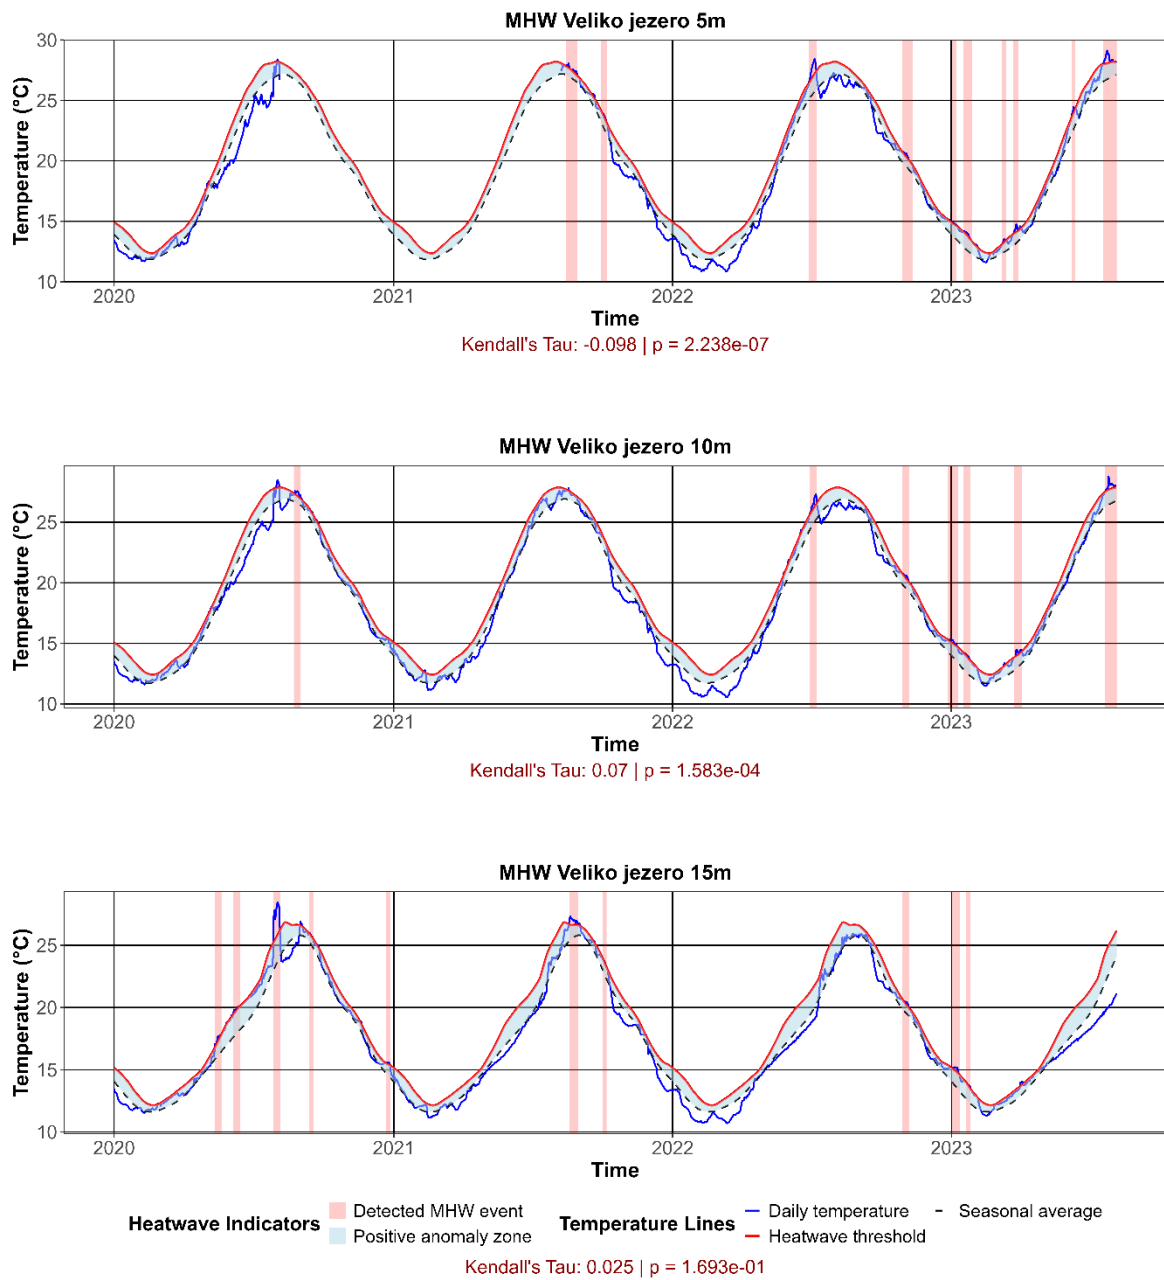 MHW Veliko jezero 5m
Temperature (°C)
30
25
20
15
10
2020 2021 2022 2023
Time
Kendall's Tau: -0.098 | p = 2.238e-07
MHW Veliko jezero 10m
Temperature (°C)
25
20
15
10
2020 2021 2022 2023
Time
Kendall's Tau: 0.07 | p = 1.583e-04
MHW Veliko jezero 15m
Temperature (°C)
25
20
15
10
2020 2021 2022 2023
Time
Heatwave Indicators
Detected MHW event
Positive anomaly zone
Temperature Lines
Daily temperature
Heatwave threshold
Seasonal average
Kendall's Tau: 0.025 | p = 1.693e-01